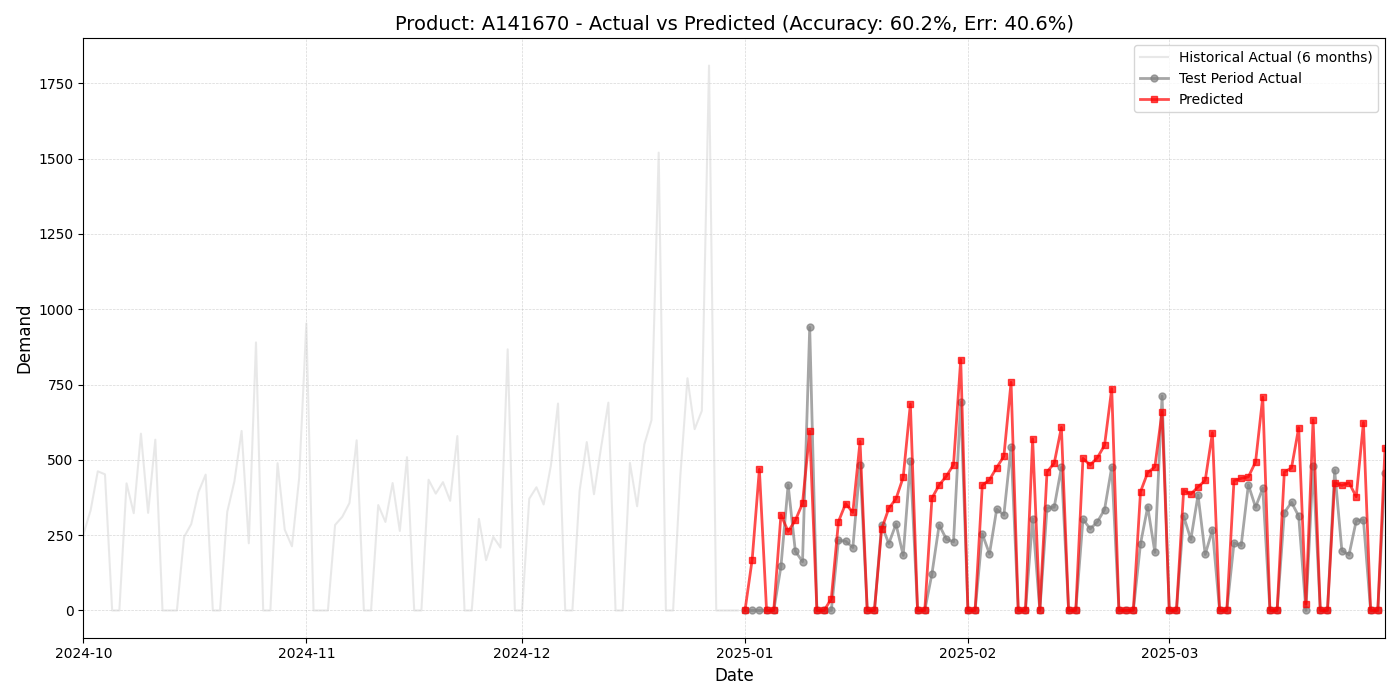 Product: A141670 - Actual vs Predicted (Accuracy: 60.2%, Err: 40.6%)
Historical Actual (6 months)
Test Period Actual
Predicted
Demand
1750
1500
1250
1000
750
500
250
0
2024-10
2024-11
2024-12
2025-01
2025-02
2025-03
Date